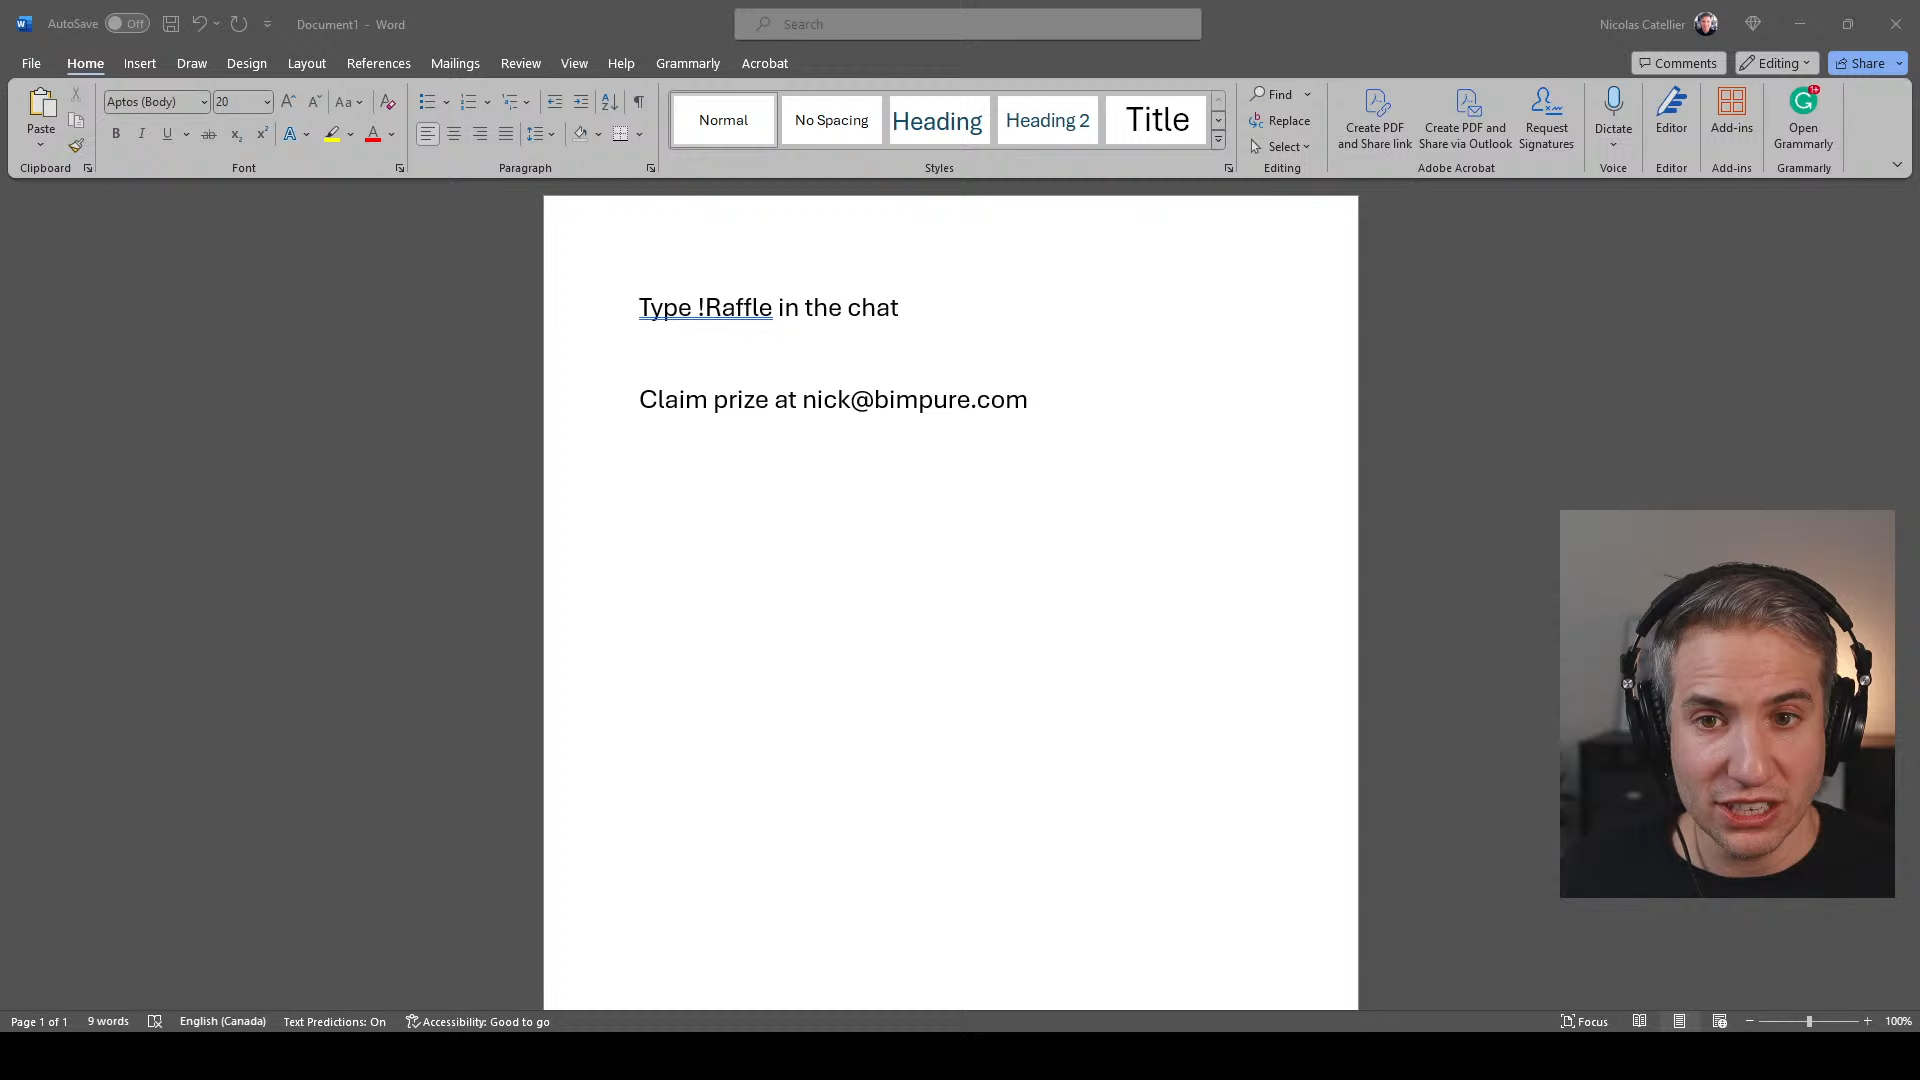 AutoSave Off Document1 - Word Search Nicolas Catellier
File Home Insert Draw Design Layout References Mailings Review View Help Grammarly Acrobat Comments Editing Share
Paste Aptos (Body) 20 Aa Normal No Spacing Heading Heading 2 Title Find Replace Select
Create PDF and Share link
Create PDF and Share via Outlook
Request Signatures
Dictate
Editor
Add-ins
Open Grammarly
Clipboard Font Paragraph Styles Editing Adobe Acrobat Voice Editor Add-ins Grammarly
Type !Raffle in the chat
Claim prize at nick@bimpure.com
Page 1 of 1 9 words English (Canada) Text Predictions: On Accessibility: Good to go Focus 100%